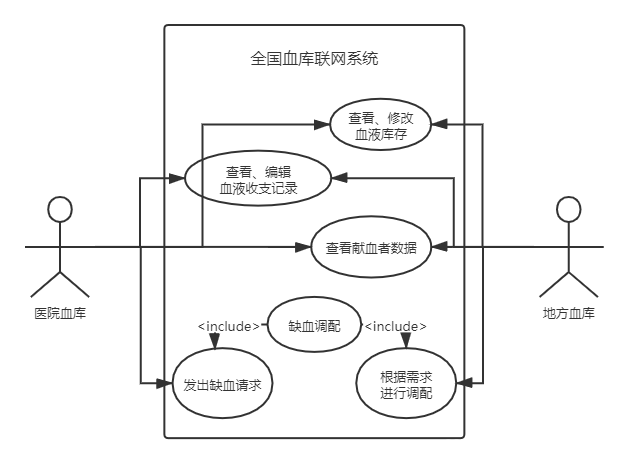 全国血库联网系统
查看、修改
血液库存
查看、编辑
血液收支记录
查看献血者数据
医院血库
地方血库
<include>
缺血调配
<include>
发出缺血请求
根据需求
进行调配